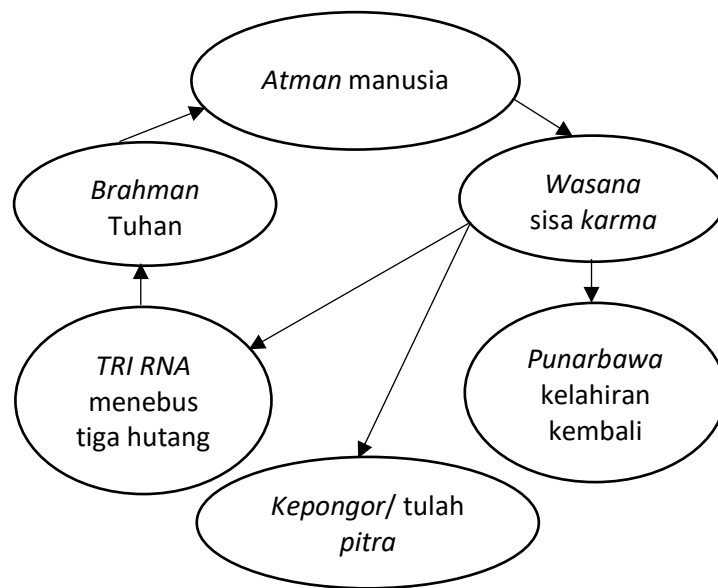 Atman manusia
Brahman
Tuhan
Wasana
sisa karma
TRI RNA
menebus
tiga hutang
Punarbawa
kelahiran
kembali
Kepongor/ tulah
pitra